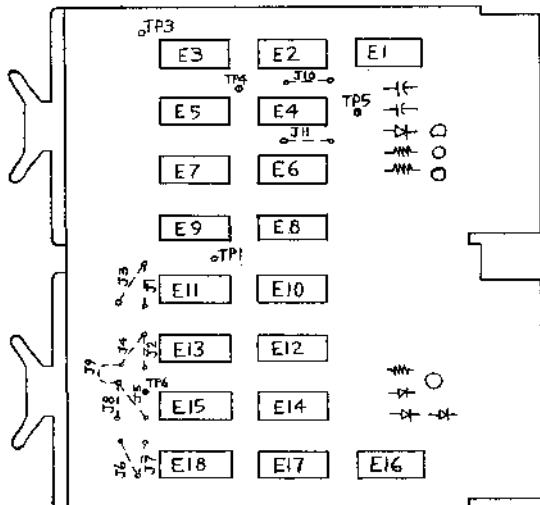 TP3
E3 E2 E1
TP4 J10
E5 E4 TP5
J11
E7 E6
E9 E8
TP1
J3 J1 E11 E10
J9 J4 J2 E13 E12
J8 J5 TP6 E15 E14
J6 J7 E18 E17 E16